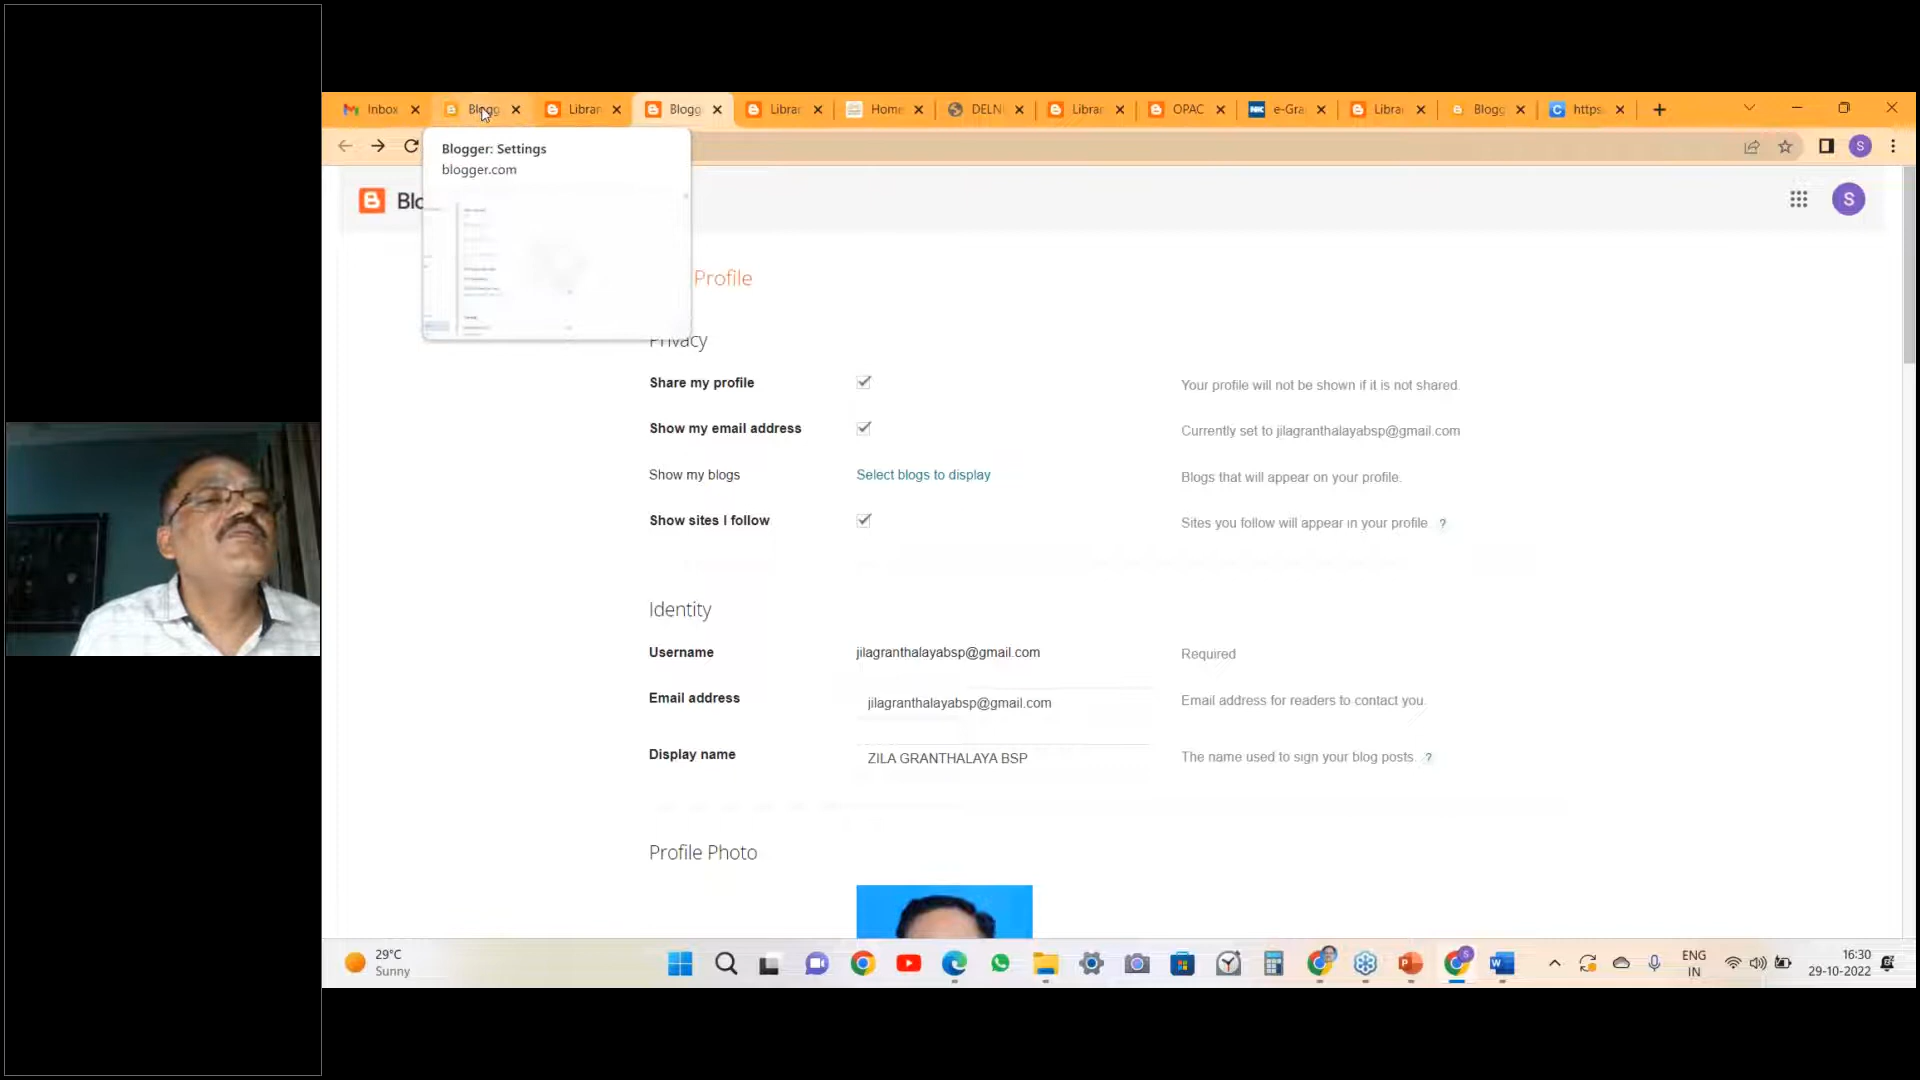 Inbox
Blogg
Librar
Blogg
Librar
Home
DELN
Librar
OPAC
e-Gra
Librar
Blogg
https:
Blogger: Settings
blogger.com
S
Blo
S
Profile
Privacy
Share my profile
Your profile will not be shown if it is not shared.
Show my email address
Currently set to jilagranthalayabsp@gmail.com
Show my blogs
Select blogs to display
Blogs that will appear on your profile.
Show sites I follow
Sites you follow will appear in your profile ?
Identity
Username
jilagranthalayabsp@gmail.com
Required
Email address
jilagranthalayabsp@gmail.com
Email address for readers to contact you.
Display name
ZILA GRANTHALAYA BSP
The name used to sign your blog posts. ?
Profile Photo
29°C
Sunny
ENG
IN
16:30
29-10-2022